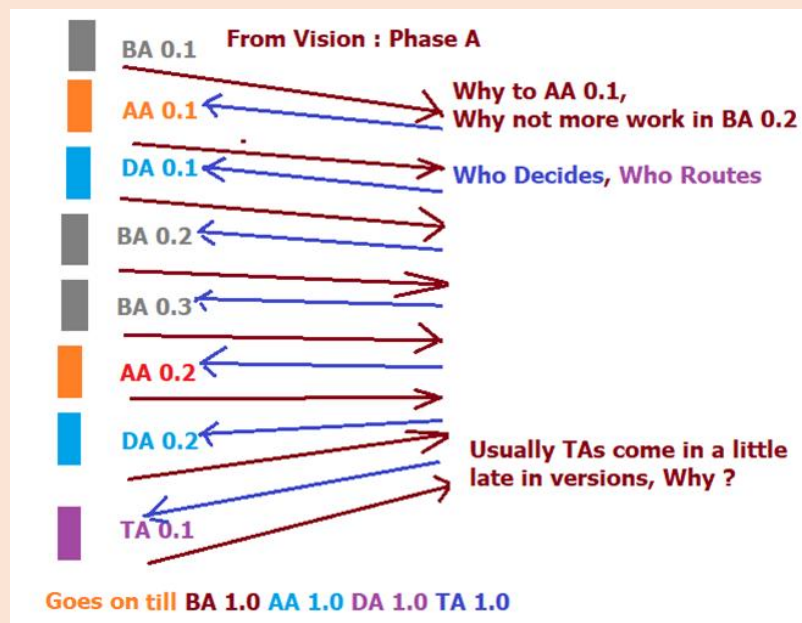 From Vision : Phase A
BA 0.1
Why to AA 0.1,
Why not more work in BA 0.2
AA 0.1
DA 0.1
Who Decides, Who Routes
BA 0.2
BA 0.3
AA 0.2
DA 0.2
Usually TAs come in a little
late in versions, Why ?
TA 0.1
Goes on till BA 1.0 AA 1.0 DA 1.0 TA 1.0